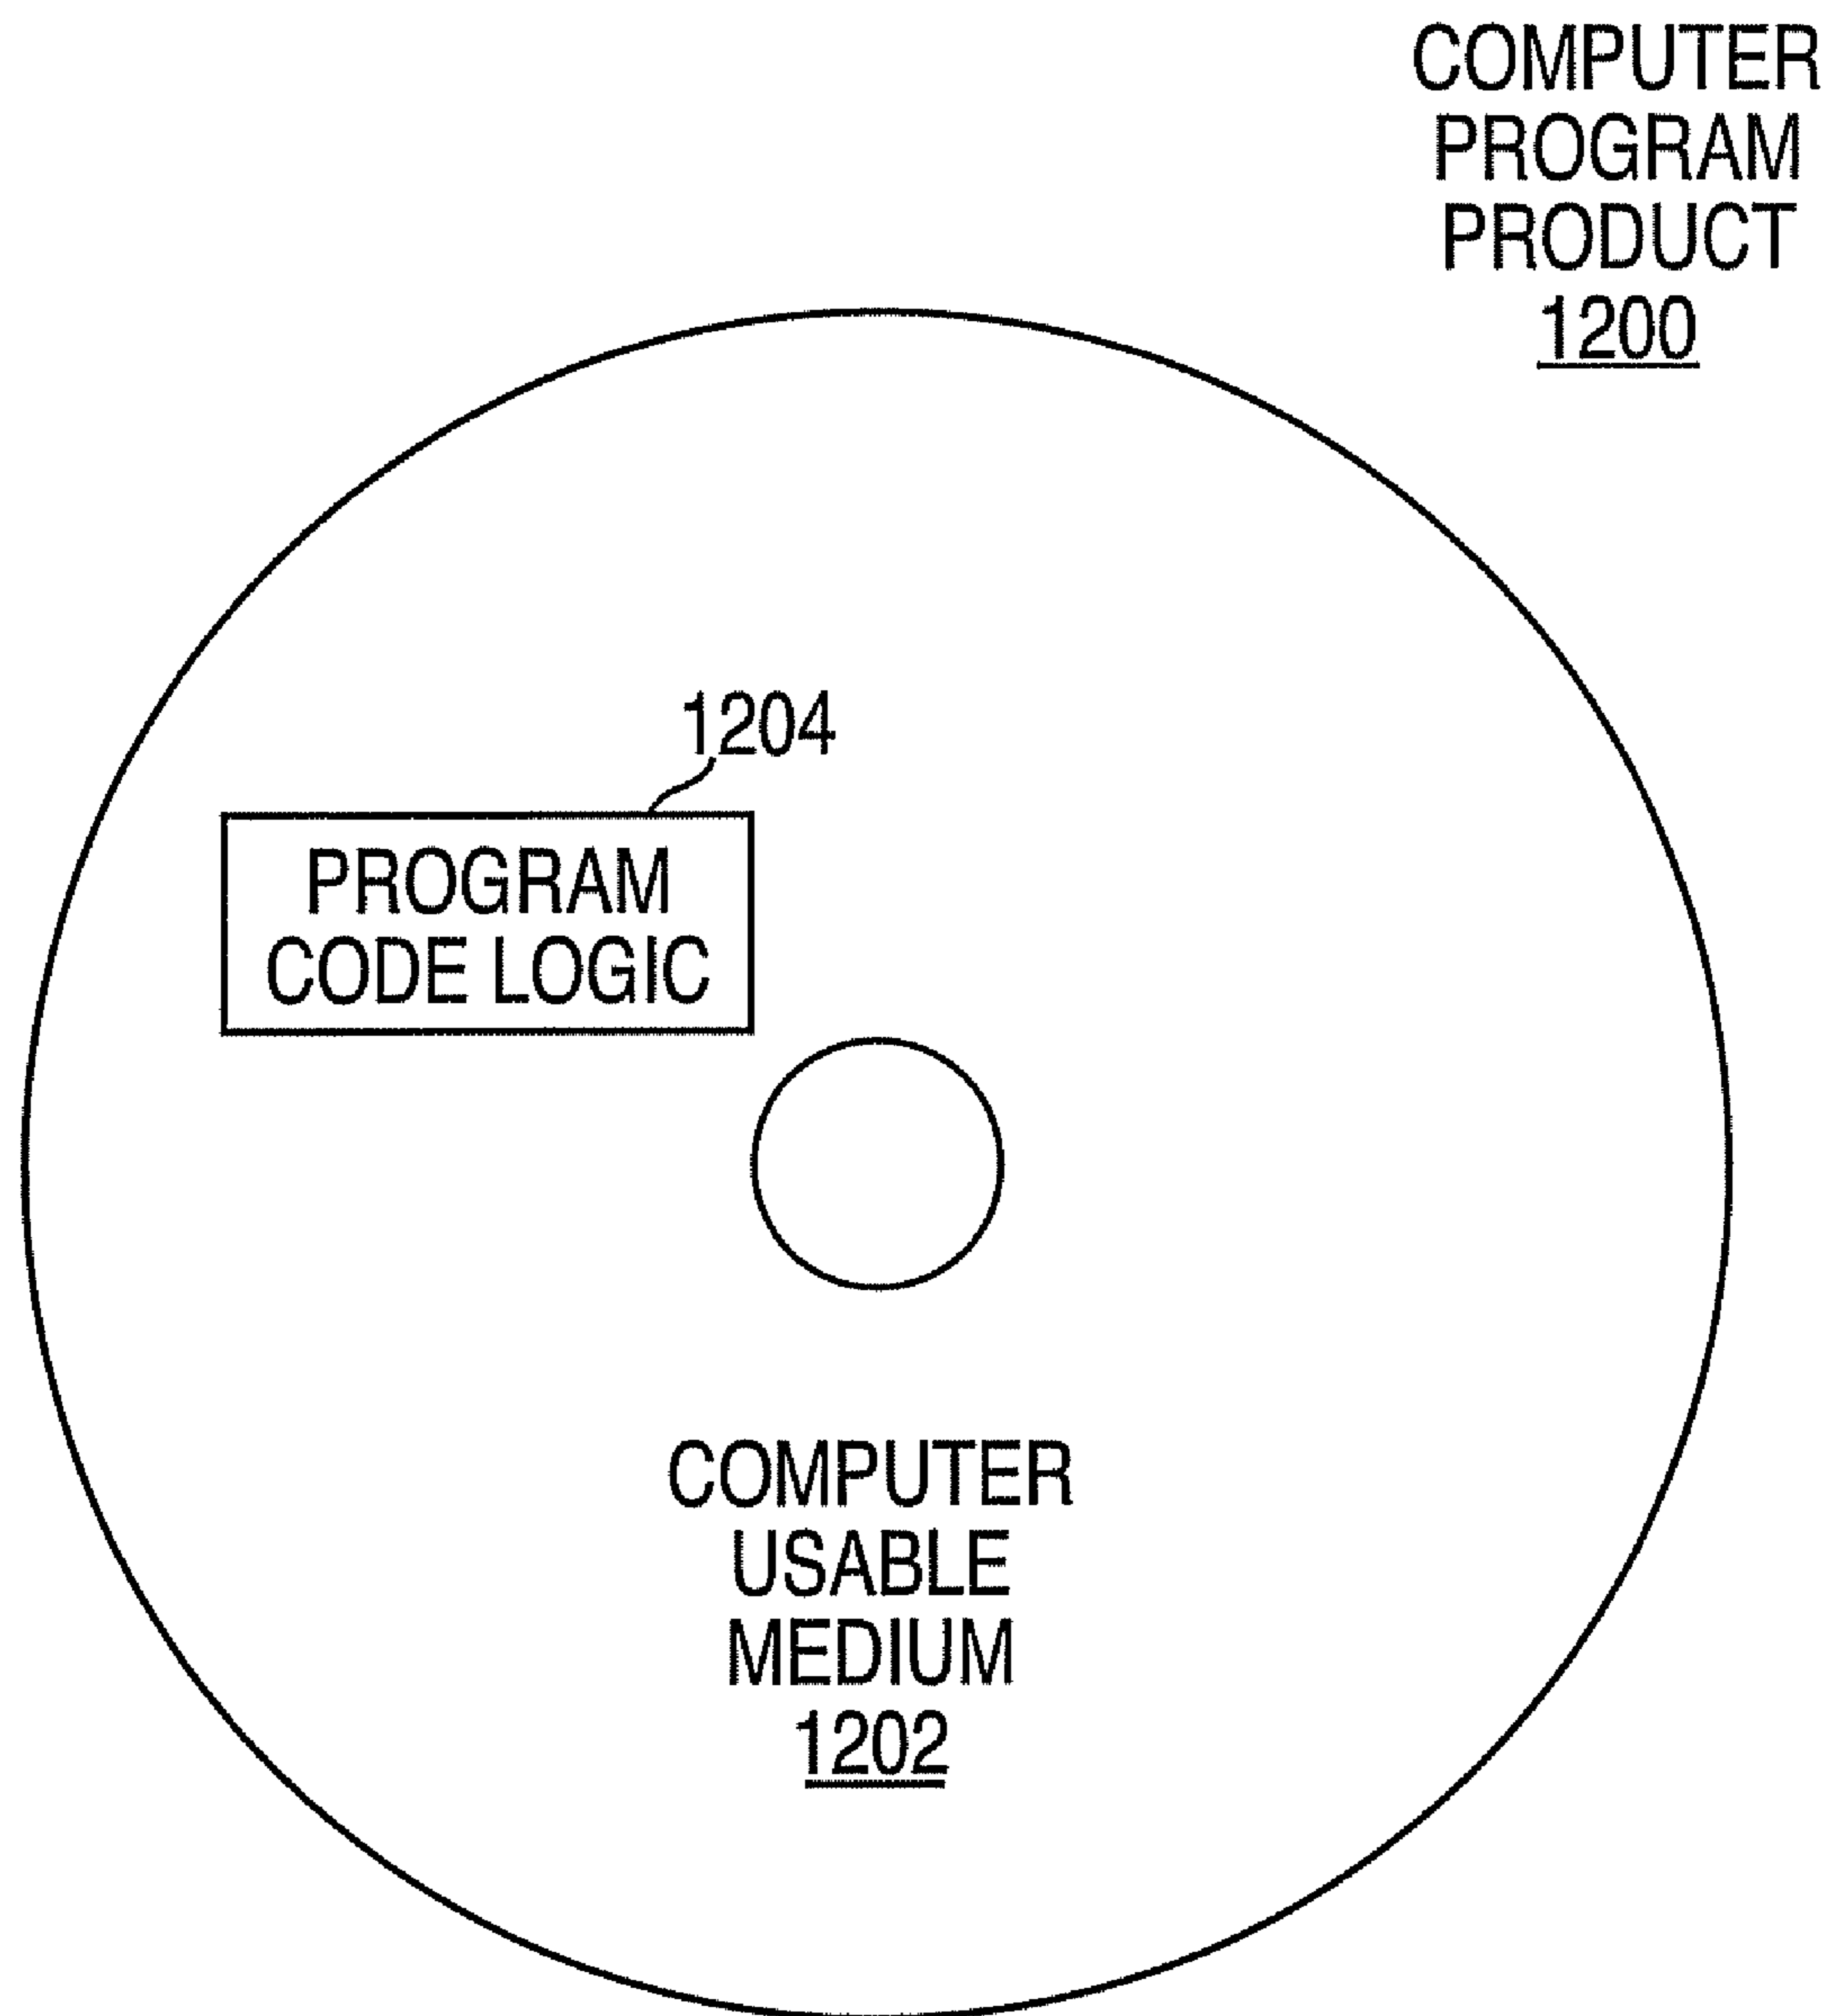 COMPUTER
PROGRAM
PRODUCT
1200
1204
PROGRAM
CODE LOGIC
COMPUTER
USABLE
MEDIUM
1202